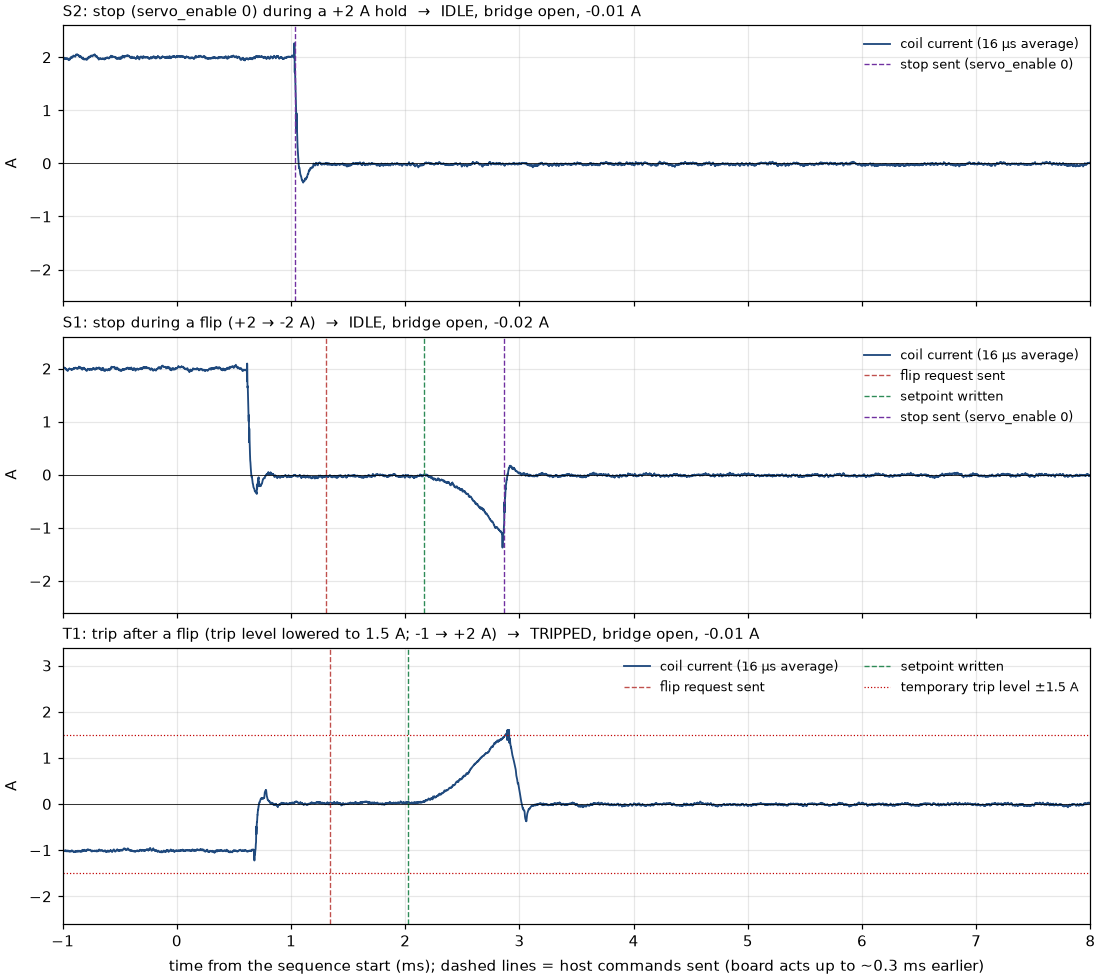 S2: stop (servo_enable 0) during a +2 A hold → IDLE, bridge open, -0.01 A
coil current (16 µs average)
stop sent (servo_enable 0)
2
1
0
−1
−2
A
S1: stop during a flip (+2 → -2 A) → IDLE, bridge open, -0.02 A
coil current (16 µs average)
flip request sent
setpoint written
stop sent (servo_enable 0)
2
1
0
−1
−2
A
T1: trip after a flip (trip level lowered to 1.5 A; -1 → +2 A) → TRIPPED, bridge open, -0.01 A
coil current (16 µs average)
flip request sent
setpoint written
temporary trip level ±1.5 A
3
2
1
0
−1
−2
A
−1 0 1 2 3 4 5 6 7 8
time from the sequence start (ms); dashed lines = host commands sent (board acts up to ~0.3 ms earlier)